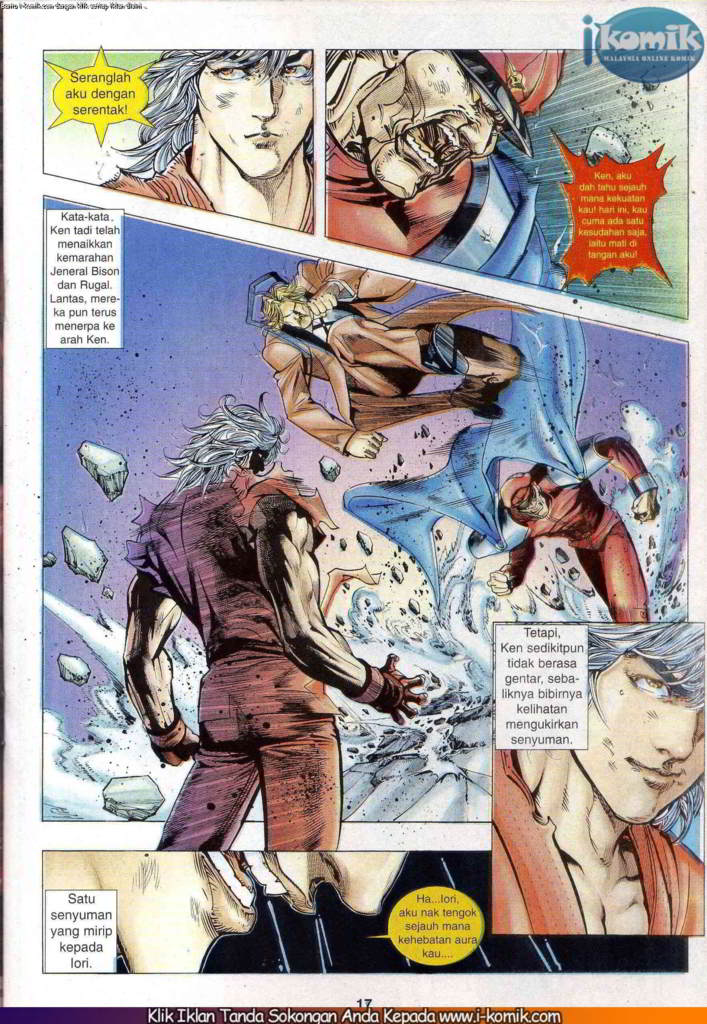 Seranglah
aku dengan
serentak!
ikomik
MALAYSIA ONLINE KOMIK
Ken, aku
dah tahu sejauh
mana kekuatan
kau! hari ini, kau
cuma ada satu
kesudahan saja,
iaitu mati di
tangan aku!
Kata-kata
Ken tadi telah
menaikkan
kemarahan
Jeneral Bison
dan Rugal.
Lantas, mere-
ka pun terus
menerpa ke
arah Ken.
Tetapi,
Ken sedikitpun
tidak berasa
gentar, seba-
liknya bibirnya
kelihatan
mengukirkan
senyuman.
Satu
senyuman
yang mirip
kepada
Iori.
Ha...Iori,
aku nak tengok
sejauh mana
kehebatan aura
kau....
17
Klik Iklan Tanda Sokongan Anda Kepada www.i-komik.com